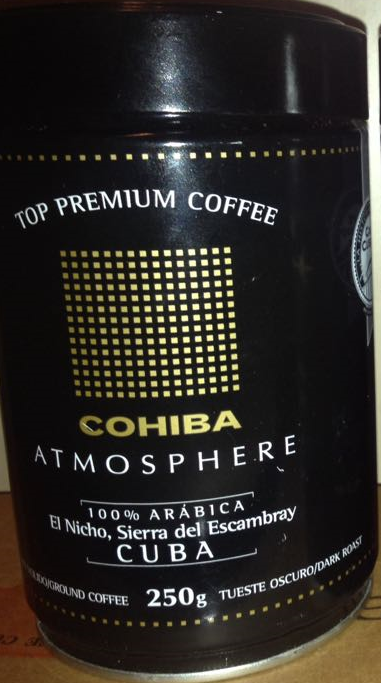 TOP PREMIUM COFFEE
COHIBA
ATMOSPHERE
100% ARÁBICA
El Nicho, Sierra del Escambray
CUBA
/GROUND COFFEE 250g TUESTE OSCURO/DARK ROAST